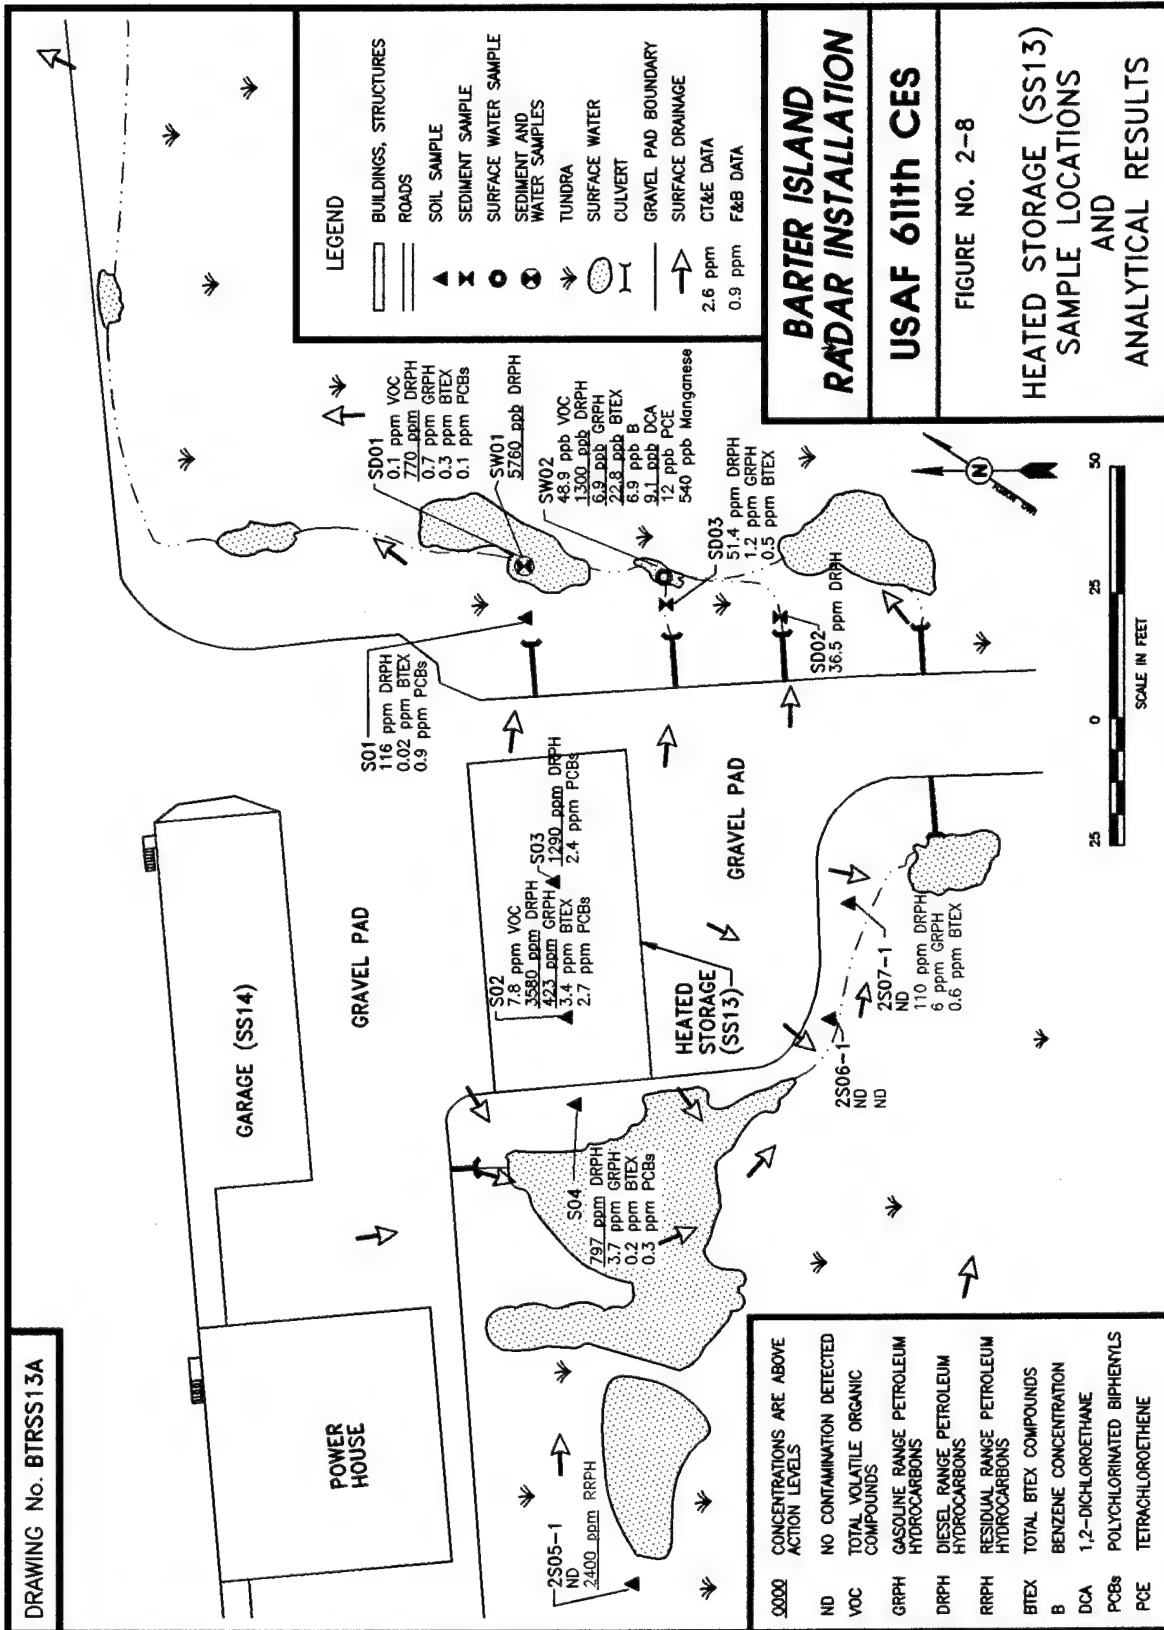 DRAWING No. BTRSS13A
POWER
HOUSE
GARAGE (SS14)
GRAVEL PAD
S01
116 ppm DRPH
0.02 ppm BTEX
0.9 ppm PCBs
SD01
0.1 ppm VOC
770 ppm DRPH
0.7 ppm GRPH
0.3 ppm BTEX
0.1 ppm PCBs
SW01
5760 ppb DRPH
SW02
48.9 ppb VOC
1300 ppb DRPH
6.9 ppb GRPH
22.8 ppb BTEX
6.9 ppb B
9.1 ppb DCA
12 ppb PCE
540 ppb Manganese
SD03
51.4 ppm DRPH
1.2 ppm GRPH
0.5 ppm BTEX
SD02
36.5 ppm DRPH
S02
7.8 ppm VOC
3580 ppm DRPH
423 ppm GRPH
3.4 ppm BTEX
2.7 ppm PCBs
S03
1290 ppm DRPH
2.4 ppm PCBs
HEATED
STORAGE
(SS13)
GRAVEL PAD
S04
797 ppm DRPH
3.7 ppm GRPH
0.2 ppm BTEX
0.3 ppm PCBs
2S05-1
ND
2400 ppm RRPH
2S06-1
ND
ND
2S07-1
ND
110 ppm DRPH
6 ppm GRPH
0.6 ppm BTEX
LEGEND
BUILDINGS, STRUCTURES
ROADS
SOIL SAMPLE
SEDIMENT SAMPLE
SURFACE WATER SAMPLE
SEDIMENT AND
WATER SAMPLES
TUNDRA
SURFACE WATER
CULVERT
GRAVEL PAD BOUNDARY
SURFACE DRAINAGE
2.6 ppm CT&E DATA
0.9 ppm F&B DATA
0000 CONCENTRATIONS ARE ABOVE
ACTION LEVELS
ND NO CONTAMINATION DETECTED
VOC TOTAL VOLATILE ORGANIC
COMPOUNDS
GRPH GASOLINE RANGE PETROLEUM
HYDROCARBONS
DRPH DIESEL RANGE PETROLEUM
HYDROCARBONS
RRPH RESIDUAL RANGE PETROLEUM
HYDROCARBONS
BTEX TOTAL BTEX COMPOUNDS
B BENZENE CONCENTRATION
DCA 1,2-DICHLOROETHANE
PCBs POLYCHLORINATED BIPHENYLS
PCE TETRACHLOROETHENE
N
25 0 25 50
SCALE IN FEET
BARTER ISLAND
RADAR INSTALLATION
USAF 611th CES
FIGURE NO. 2-8
HEATED STORAGE (SS13)
SAMPLE LOCATIONS
AND
ANALYTICAL RESULTS